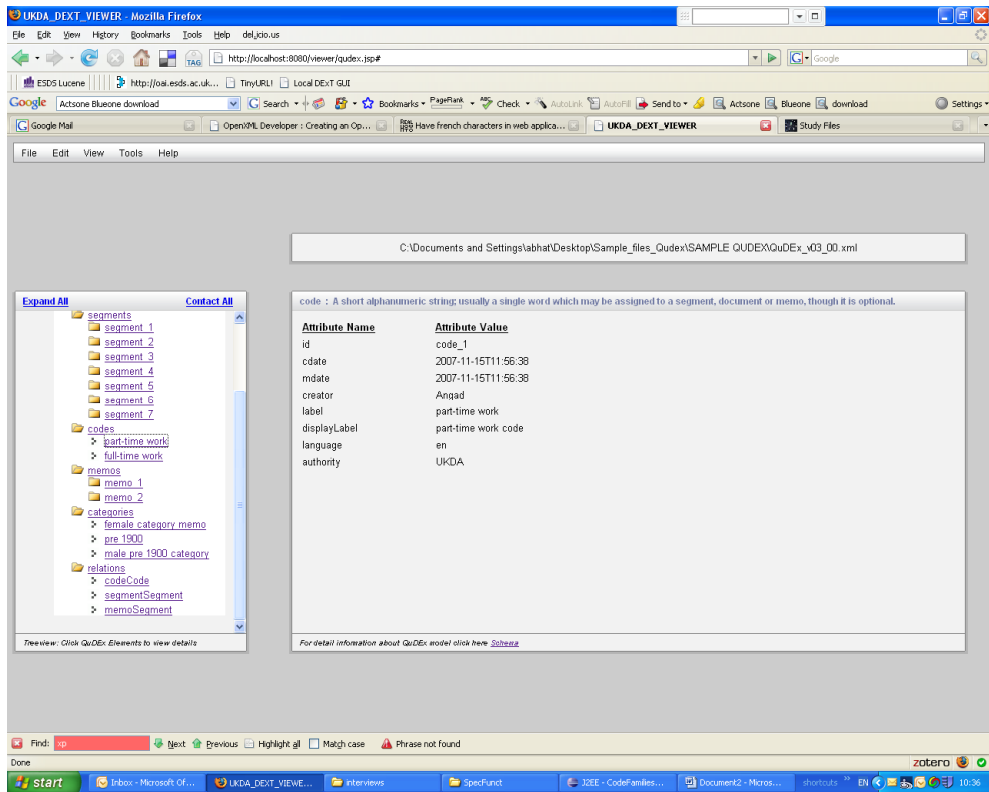 UKDA_DEXT_VIEWER - Mozilla Firefox
File Edit View History Bookmarks Tools Help del.icio.us
TAG http://localhost:8080/viewer/qudex.jsp# G Google
ESDS Lucene http://oai.esds.ac.uk... TinyURL! Local DExT GUI
Google Actsone Blueone download G Search Bookmarks PageRank Check AutoLink AutoFill Send to Actsone Blueone download Settings
Google Mail OpenXML Developer : Creating an Op... Have french characters in web applica... UKDA_DEXT_VIEWER Study Files
File Edit View Tools Help
C:\Documents and Settings\abhat\Desktop\Sample_files_Qudex\SAMPLE QUDEX\QuDEx_v03_00.xml
Expand All Contact All
segments
segment 1
segment 2
segment 3
segment 4
segment 5
segment 6
segment 7
codes
part-time work
full-time work
memos
memo 1
memo 2
categories
female category memo
pre 1900
male pre 1900 category
relations
codeCode
segmentSegment
memoSegment
Treeview: Click QuDEx Elements to view details
code : A short alphanumeric string; usually a single word which may be assigned to a segment, document or memo, though it is optional.
Attribute Name Attribute Value
id code_1
cdate 2007-11-15T11:56:38
mdate 2007-11-15T11:56:38
creator Angad
label part-time work
displayLabel part-time work code
language en
authority UKDA
For detail information about QuDEx model click here Schema
Find: xp Next Previous Highlight all Match case Phrase not found
Done zotero
start Inbox - Microsoft Of... UKDA_DEXT_VIEWE... interviews SpecFunct J2EE - CodeFamilies... Document2 - Micros... shortcuts » EN 10:36